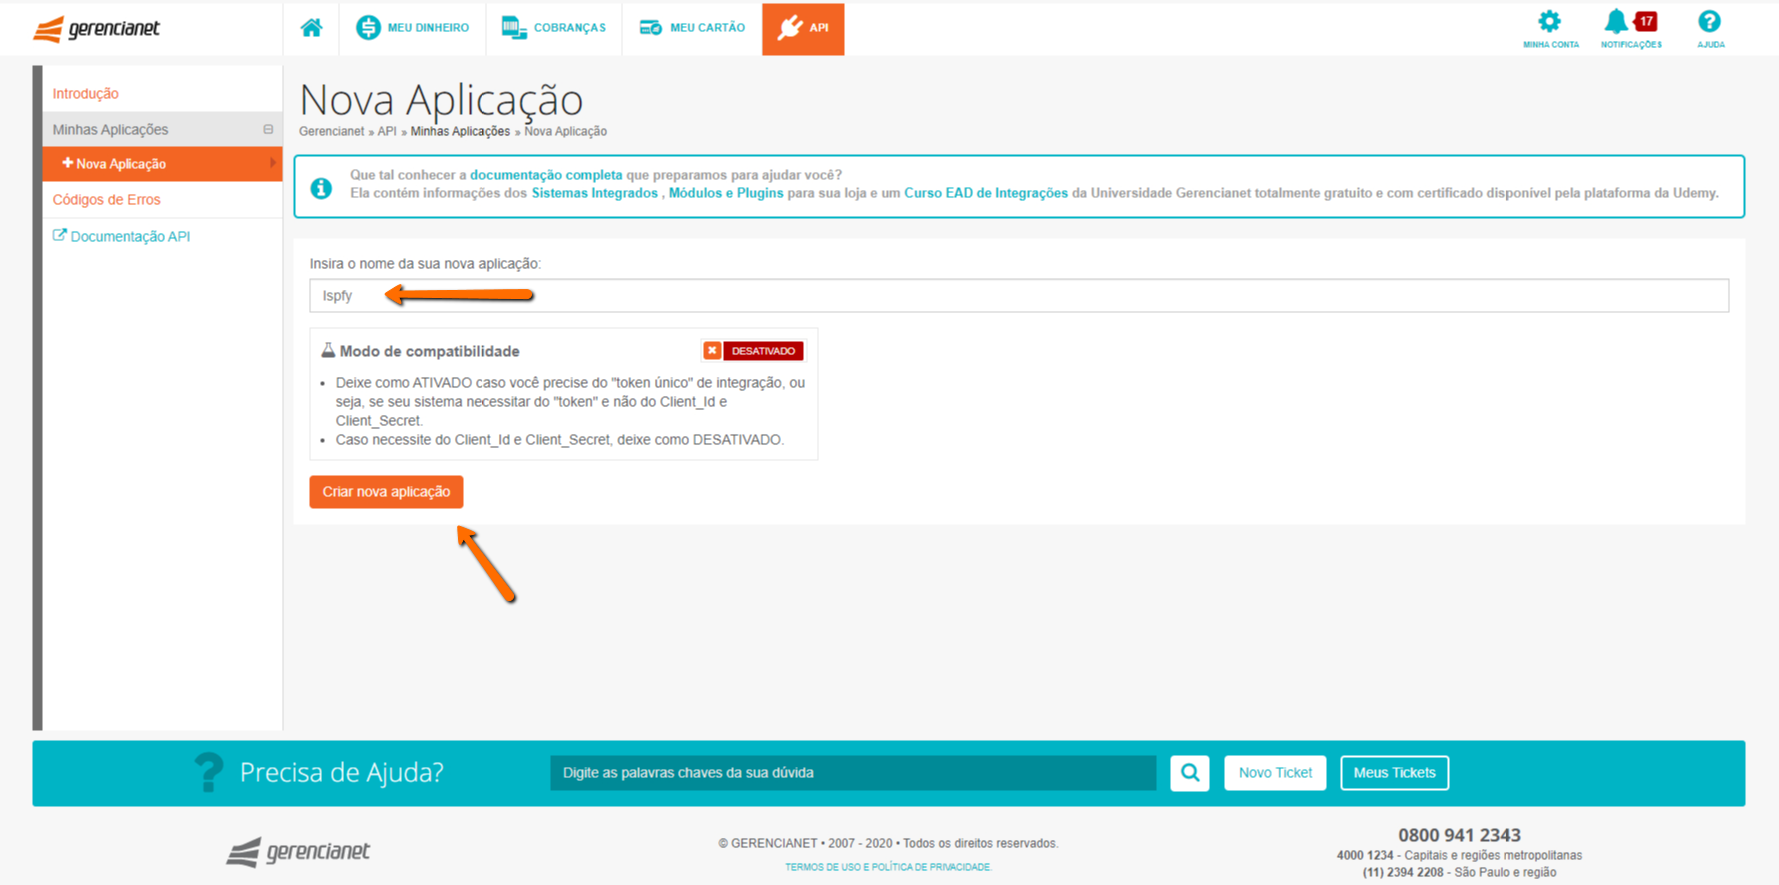 gerencianet
MEU DINHEIRO
COBRANÇAS
MEU CARTÃO
API
MINHA CONTA
17
NOTIFICAÇÕES
AJUDA
Introdução
Minhas Aplicações
Nova Aplicação
Códigos de Erros
Documentação API
Nova Aplicação
Gerencianet » API » Minhas Aplicações » Nova Aplicação
Que tal conhecer a documentação completa que preparamos para ajudar você?
Ela contém informações dos Sistemas Integrados , Módulos e Plugins para sua loja e um Curso EAD de Integrações da Universidade Gerencianet totalmente gratuito e com certificado disponível pela plataforma da Udemy.
Insira o nome da sua nova aplicação:
Ispfy
Modo de compatibilidade
DESATIVADO
• Deixe como ATIVADO caso você precise do "token único" de integração, ou
seja, se seu sistema necessitar do "token" e não do Client_Id e
Client_Secret.
• Caso necessite do Client_Id e Client_Secret, deixe como DESATIVADO.
Criar nova aplicação
? Precisa de Ajuda?
Digite as palavras chaves da sua dúvida
Novo Ticket
Meus Tickets
gerencianet
© GERENCIANET • 2007 - 2020 • Todos os direitos reservados.
TERMOS DE USO E POLÍTICA DE PRIVACIDADE.
0800 941 2343
4000 1234 - Capitais e regiões metropolitanas
(11) 2394 2208 - São Paulo e região